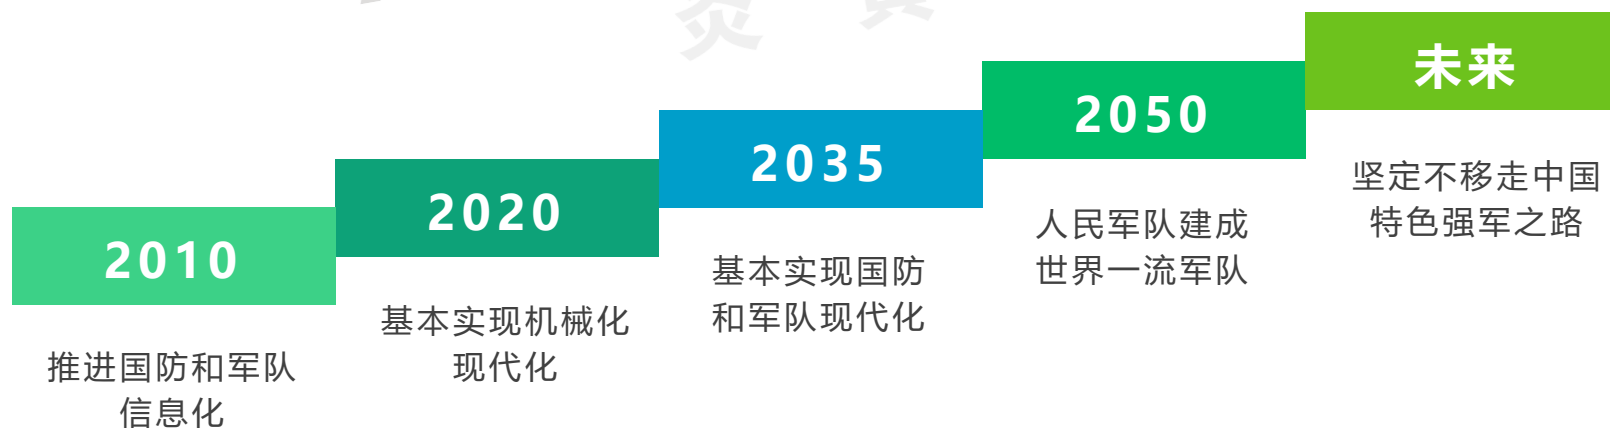 2010
推进国防和军队
信息化
2020
基本实现机械化
现代化
2035
基本实现国防
和军队现代化
2050
人民军队建成
世界一流军队
未来
坚定不移走中国
特色强军之路